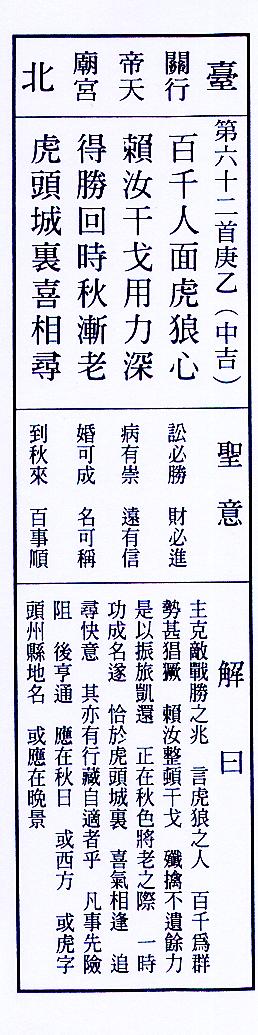 臺北
關行
帝天
廟宮
第六十二首庚乙（中吉）
百千人面虎狼心
賴汝干戈用力深
得勝回時秋漸老
虎頭城裏喜相尋
聖意
訟必勝　財必進
病有祟　遠有信
婚可成　名可稱
到秋來　百事順
解曰
主克敵戰勝之兆　言虎狼之人　百千爲群
勢甚猖獗　賴汝整頓干戈　殲擒不遺餘力
是以振旅凱還　正在秋色將老之際　一時
功成名遂　恰於虎頭城裏　喜氣相逢　追
尋快意　其亦有行藏自適者乎　凡事先險
阻　後亨通　應在秋日　或西方　或虎字
頭州縣地名　或應在晚景